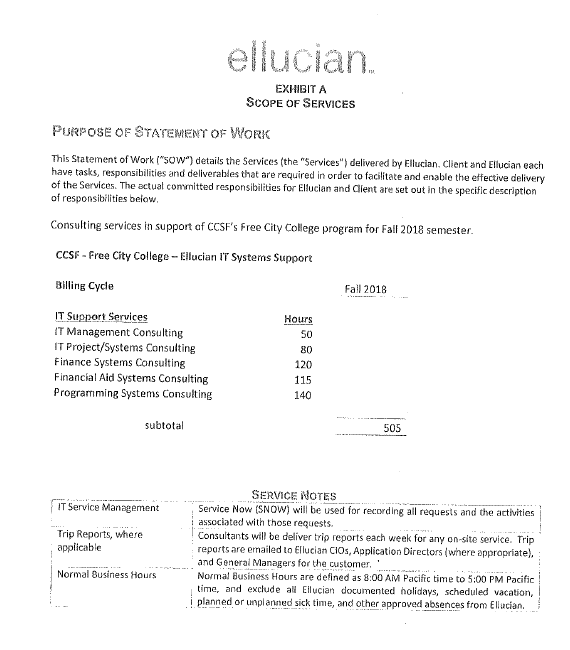 ellucian
EXHIBIT A
SCOPE OF SERVICES
PURPOSE OF STATEMENT OF WORK
This Statement of Work ("SOW") details the Services (the "Services") delivered by Ellucian. Client and Ellucian each
have tasks, responsibilities and deliverables that are required in order to facilitate and enable the effective delivery
of the Services. The actual committed responsibilities for Ellucian and Client are set out in the specific description
of responsibilities below.
Consulting services in support of CCSF's Free City College program for Fall 2018 semester.
CCSF - Free City College – Ellucian IT Systems Support
Billing Cycle Fall 2018
IT Support Services Hours
IT Management Consulting 50
IT Project/Systems Consulting 80
Finance Systems Consulting 120
Financial Aid Systems Consulting 115
Programming Systems Consulting 140
subtotal 505
SERVICE NOTES
IT Service Management Service Now (SNOW) will be used for recording all requests and the activities
associated with those requests.
Trip Reports, where Consultants will be deliver trip reports each week for any on-site service. Trip
applicable reports are emailed to Ellucian CIOs, Application Directors (where appropriate),
and General Managers for the customer.
Normal Business Hours Normal Business Hours are defined as 8:00 AM Pacific time to 5:00 PM Pacific
time, and exclude all Ellucian documented holidays, scheduled vacation,
planned or unplanned sick time, and other approved absences from Ellucian.